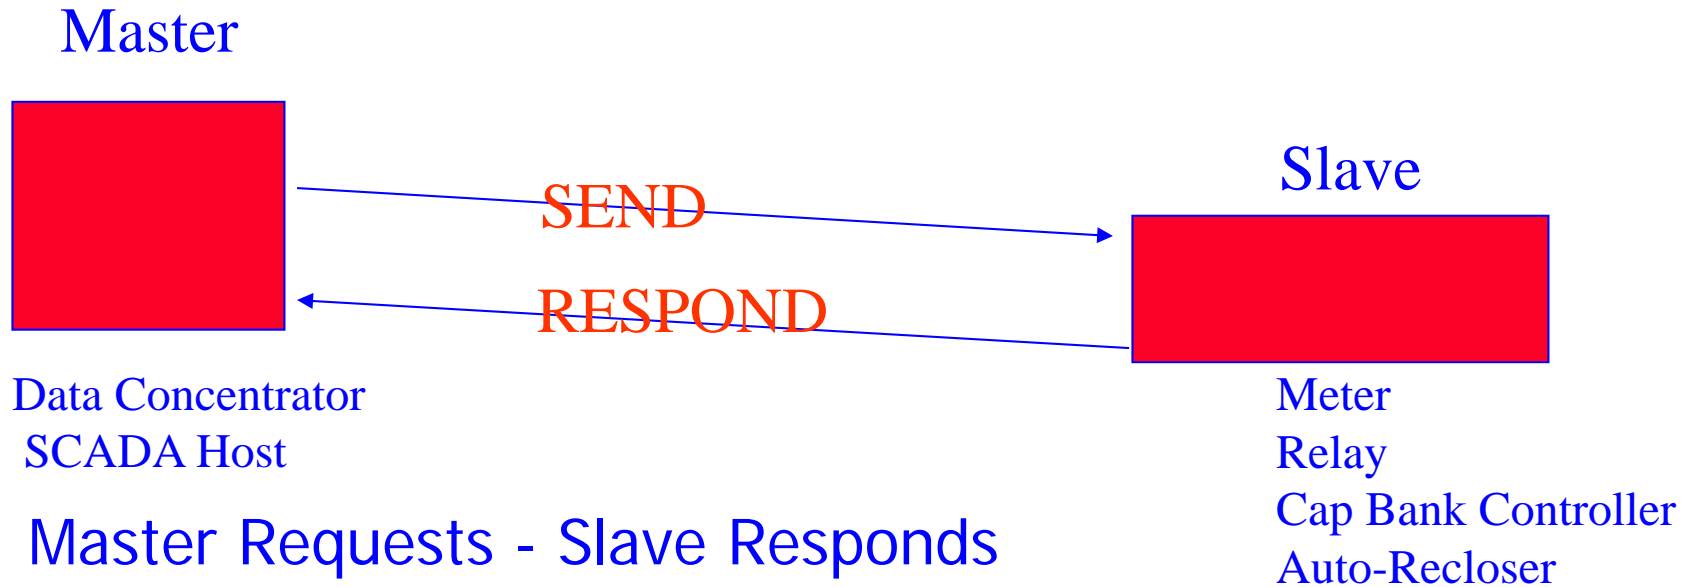 Master
Slave
SEND
RESPOND
Data Concentrator
SCADA Host
Meter
Relay
Cap Bank Controller
Auto-Recloser
Master Requests - Slave Responds